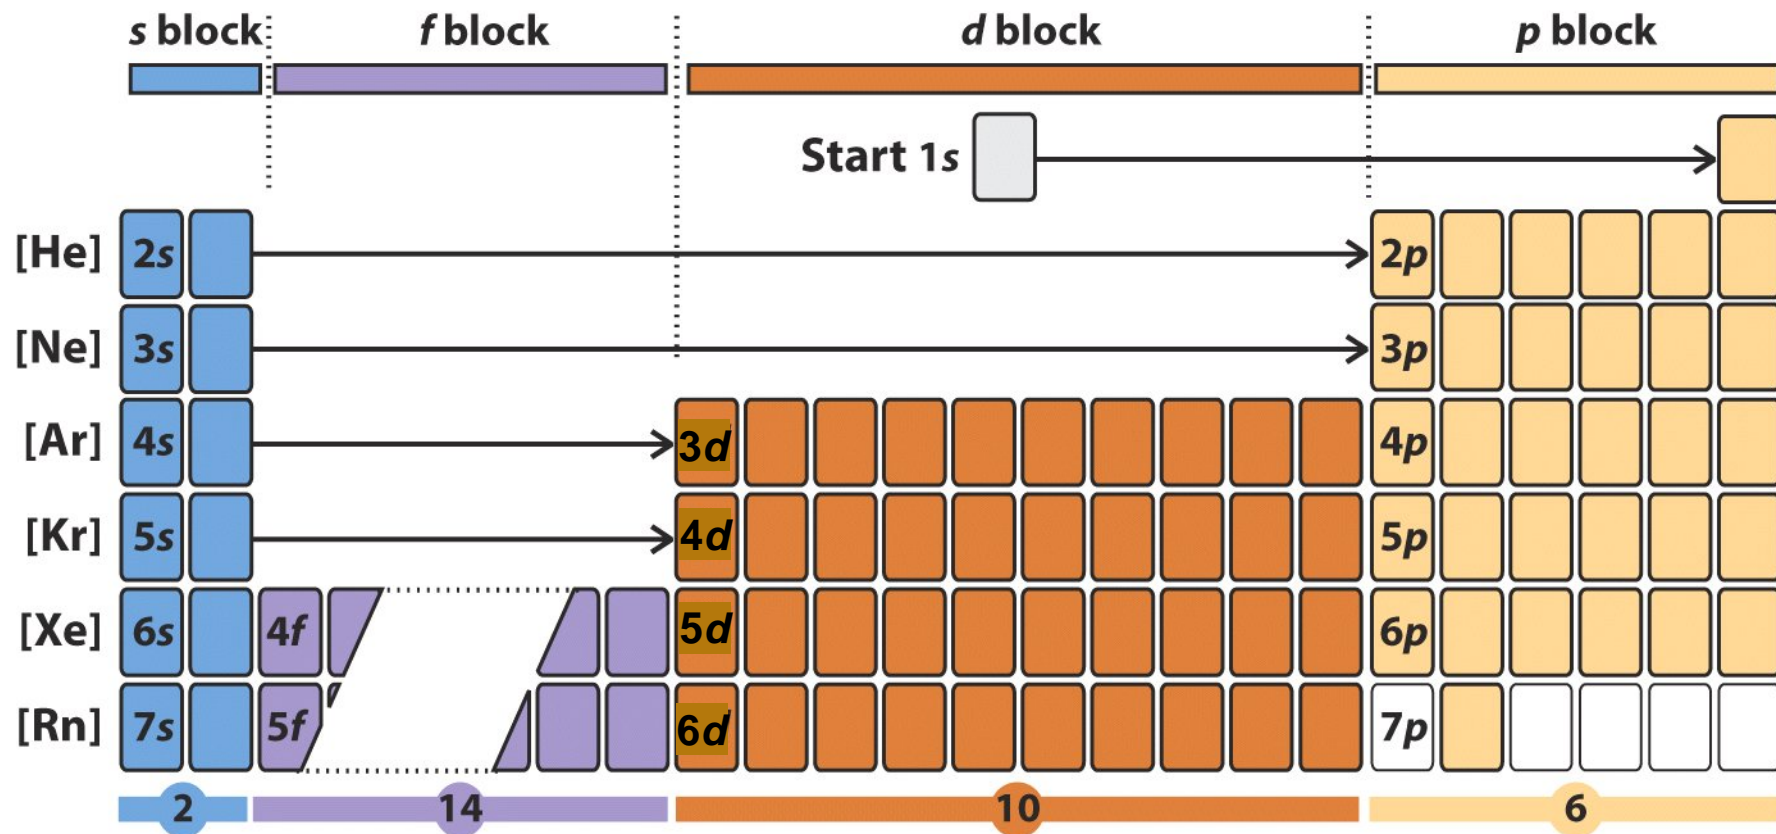 s block f block d block p block
Start 1s
[He] 2s 2p
[Ne] 3s 3p
[Ar] 4s 3d 4p
[Kr] 5s 4d 5p
[Xe] 6s 4f 5d 6p
[Rn] 7s 5f 6d 7p
2 14 10 6